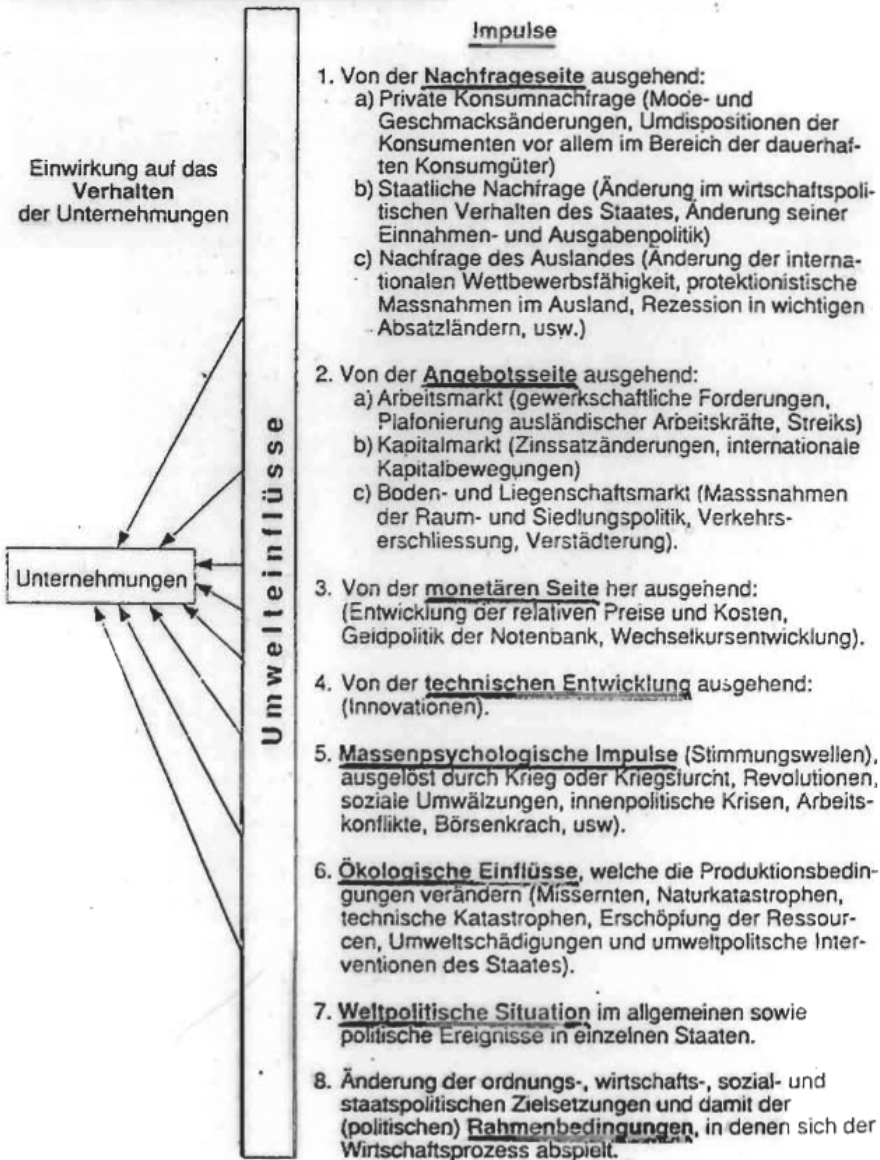 Impulse
1. Von der Nachfrageseite ausgehend:
a) Private Konsumnachfrage (Mode- und
Geschmacksänderungen, Umdispositionen der
Konsumenten vor allem im Bereich der dauerhaf-
ten Konsumgüter)
b) Staatliche Nachfrage (Änderung im wirtschaftspoli-
tischen Verhalten des Staates, Änderung seiner
Einnahmen- und Ausgabenpolitik)
c) Nachfrage des Auslandes (Änderung der interna-
tionalen Wettbewerbsfähigkeit, protektionistische
Massnahmen im Ausland, Rezession in wichtigen
Absatzländern, usw.)
2. Von der Angebotsseite ausgehend:
a) Arbeitsmarkt (gewerkschaftliche Forderungen,
Plafonierung ausländischer Arbeitskräfte, Streiks)
b) Kapitalmarkt (Zinssatzänderungen, internationale
Kapitalbewegungen)
c) Boden- und Liegenschaftsmarkt (Masssnahmen
der Raum- und Siedlungspolitik, Verkehrs-
erschliessung, Verstädterung).
3. Von der monetären Seite her ausgehend:
(Entwicklung der relativen Preise und Kosten,
Geldpolitik der Notenbank, Wechselkursentwicklung).
4. Von der technischen Entwicklung ausgehend:
(Innovationen).
5. Massenpsychologische Impulse (Stimmungswellen),
ausgelöst durch Krieg oder Kriegsfurcht, Revolutionen,
soziale Umwälzungen, innenpolitische Krisen, Arbeits-
konflikte, Börsenkrach, usw).
6. Ökologische Einflüsse, welche die Produktionsbedin-
gungen verändern (Missernten, Naturkatastrophen,
technische Katastrophen, Erschöpfung der Ressour-
cen, Umweltschädigungen und umweltpolitsche Inter-
ventionen des Staates).
7. Weltpolitische Situation im allgemeinen sowie
politische Ereignisse in einzelnen Staaten.
8. Änderung der ordnungs-, wirtschafts-, sozial- und
staatspolitischen Zielsetzungen und damit der
(politischen) Rahmenbedingungen, in denen sich der
Wirtschaftsprozess abspielt.
Einwirkung auf das
Verhalten
der Unternehmungen
Unternehmungen
Umwelteinflüsse